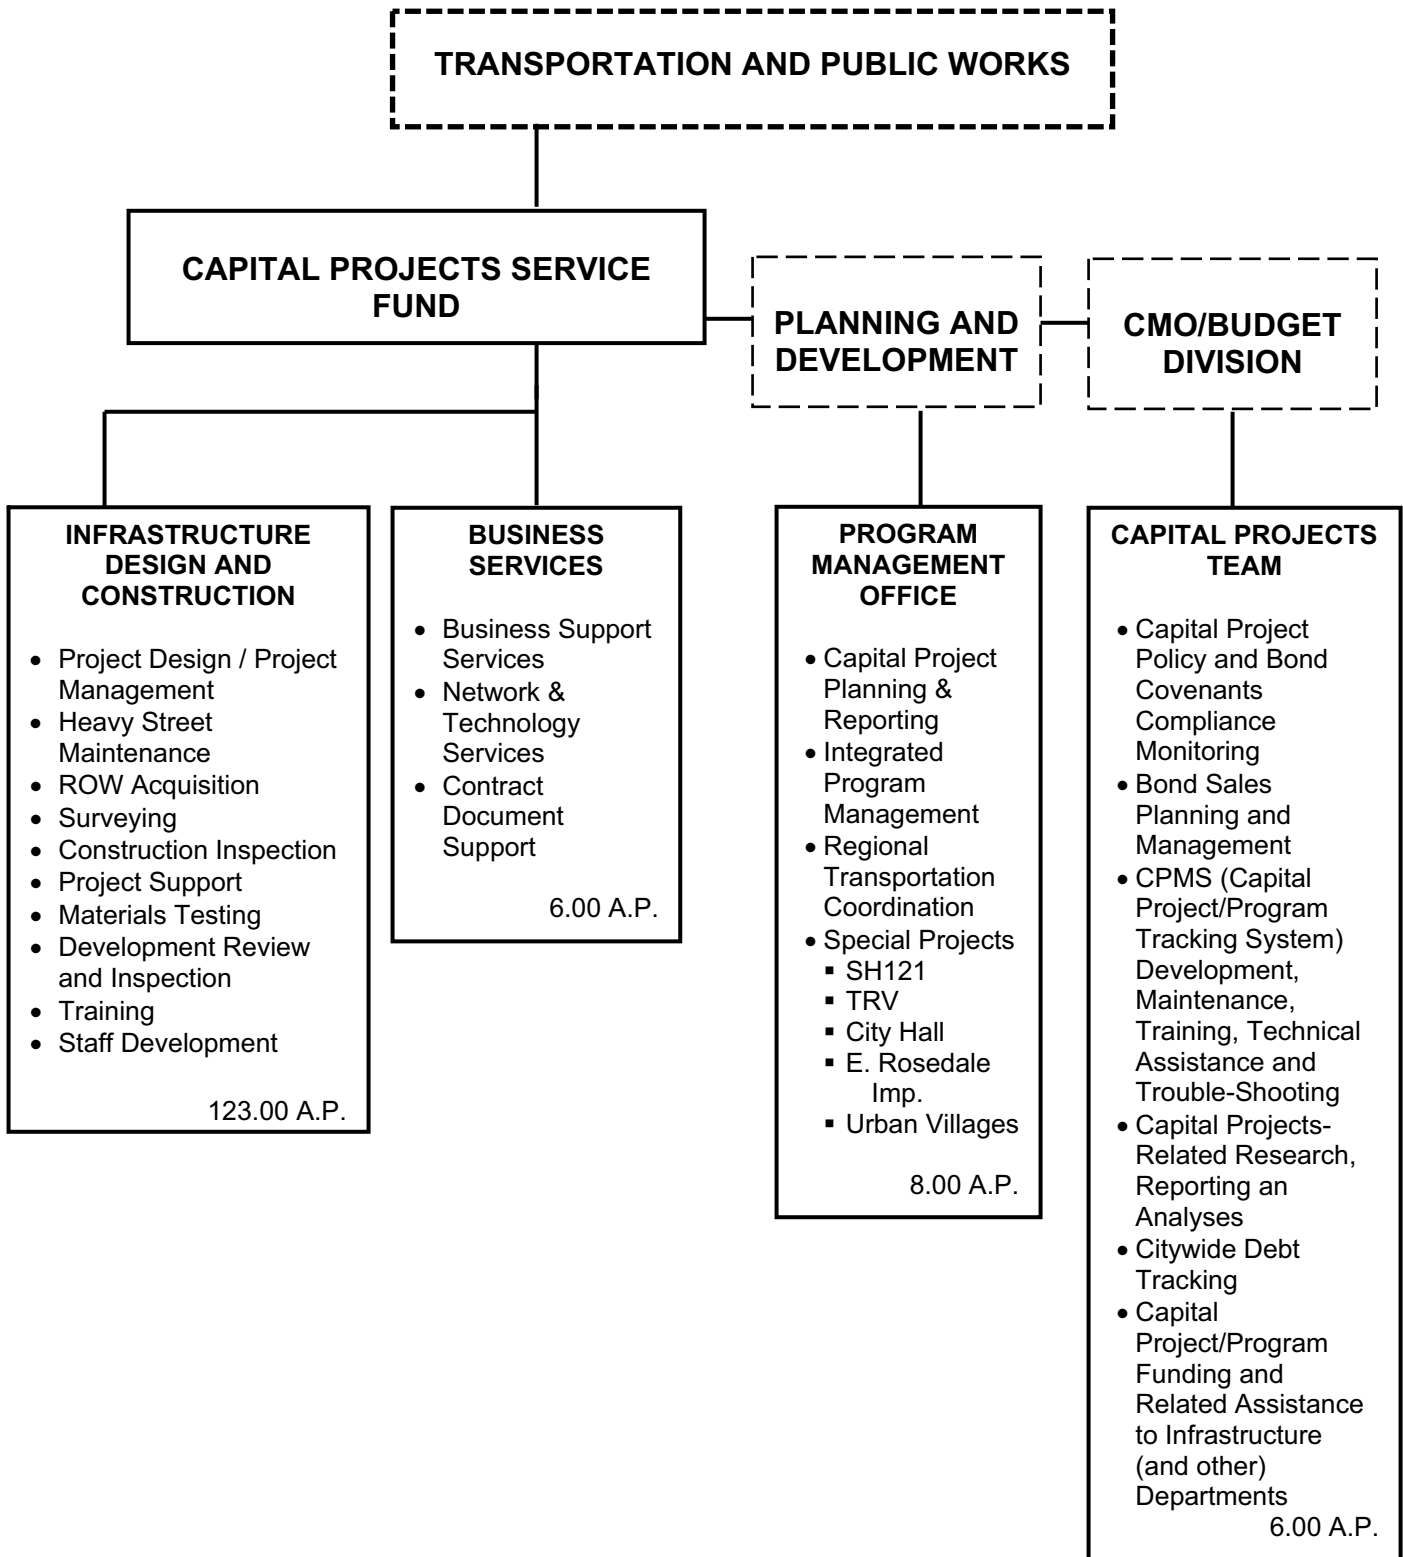 TRANSPORTATION AND PUBLIC WORKS
CAPITAL PROJECTS SERVICE
FUND
PLANNING AND
DEVELOPMENT
CMO/BUDGET
DIVISION
INFRASTRUCTURE
DESIGN AND
CONSTRUCTION
• Project Design / Project
Management
• Heavy Street
Maintenance
• ROW Acquisition
• Surveying
• Construction Inspection
• Project Support
• Materials Testing
• Development Review
and Inspection
• Training
• Staff Development
123.00 A.P.
BUSINESS
SERVICES
• Business Support
Services
• Network &
Technology
Services
• Contract
Document
Support
6.00 A.P.
PROGRAM
MANAGEMENT
OFFICE
• Capital Project
Planning &
Reporting
• Integrated
Program
Management
• Regional
Transportation
Coordination
• Special Projects
▪ SH121
▪ TRV
▪ City Hall
▪ E. Rosedale
Imp.
▪ Urban Villages
8.00 A.P.
CAPITAL PROJECTS
TEAM
• Capital Project
Policy and Bond
Covenants
Compliance
Monitoring
• Bond Sales
Planning and
Management
• CPMS (Capital
Project/Program
Tracking System)
Development,
Maintenance,
Training, Technical
Assistance and
Trouble-Shooting
• Capital Projects-
Related Research,
Reporting an
Analyses
• Citywide Debt
Tracking
• Capital
Project/Program
Funding and
Related Assistance
to Infrastructure
(and other)
Departments
6.00 A.P.